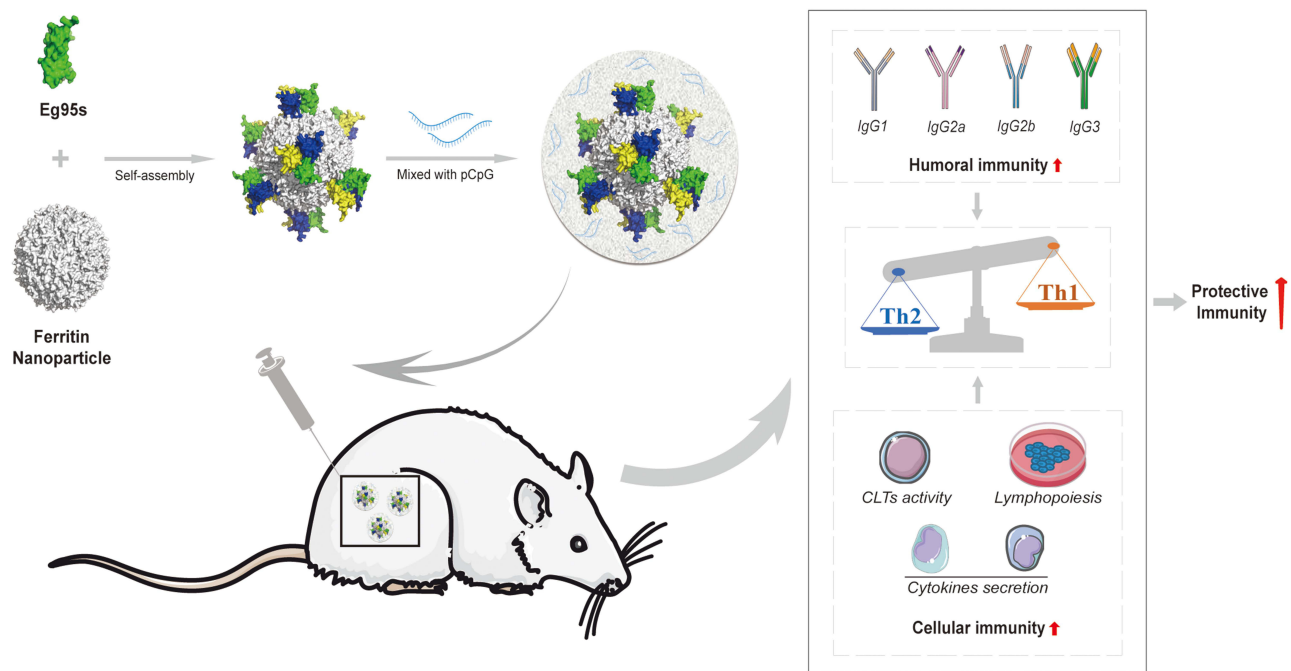 Eg95s
+
Self-assembly
Mixed with pCpG
Ferritin
Nanoparticle
IgG1
IgG2a
IgG2b
IgG3
Humoral immunity
Th2
Th1
Protective
Immunity
CLTs activity
Lymphopoiesis
Cytokines secretion
Cellular immunity